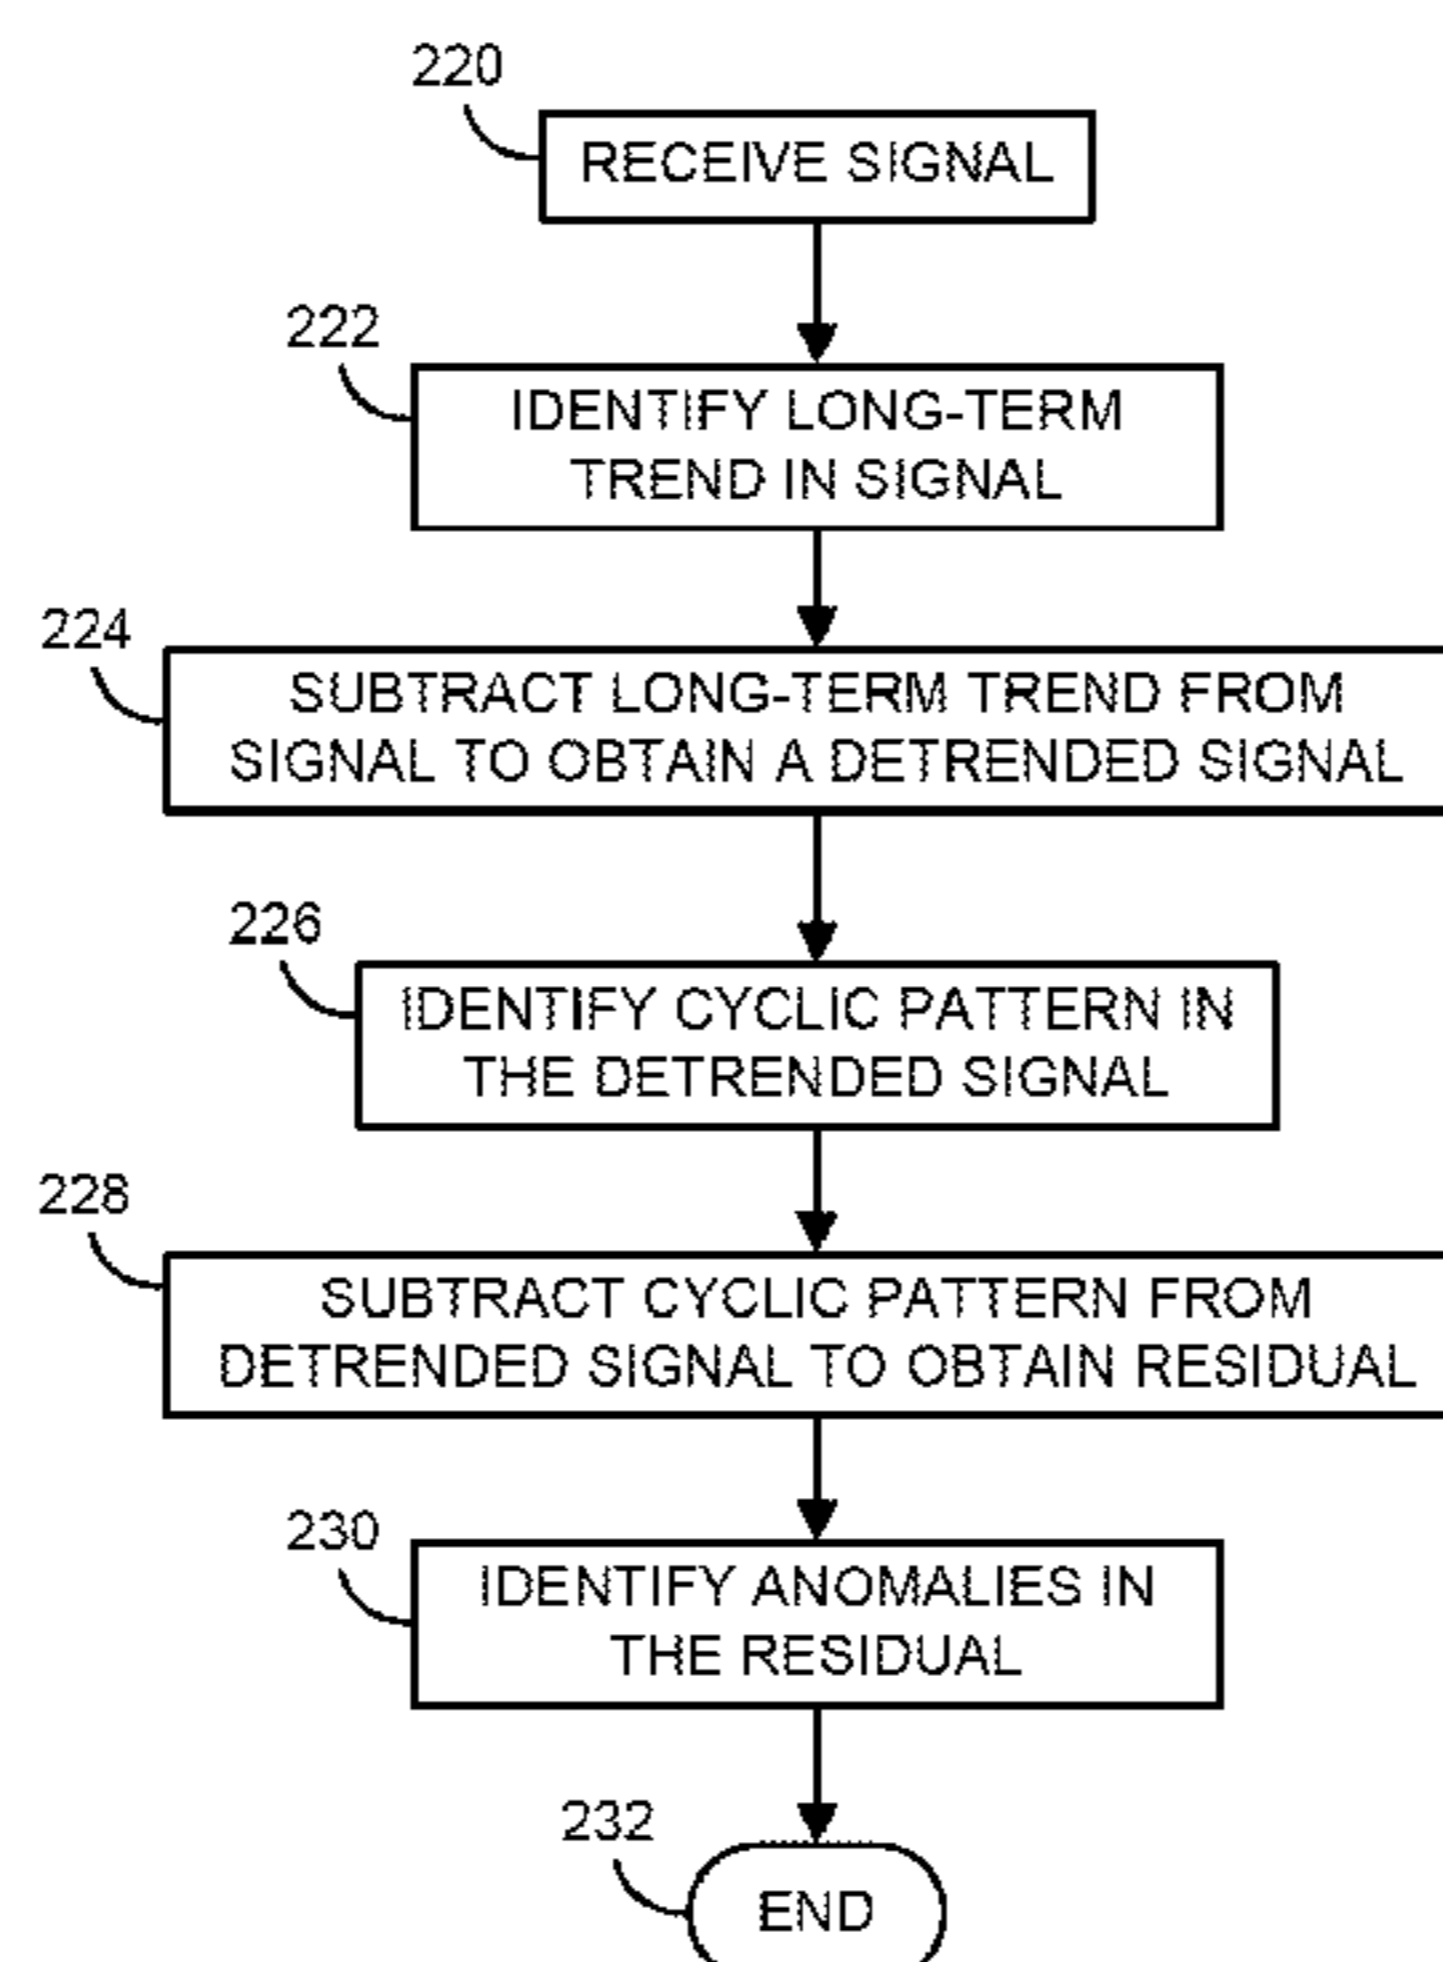 220
RECEIVE SIGNAL
222
IDENTIFY LONG-TERM
TREND IN SIGNAL
224
SUBTRACT LONG-TERM TREND FROM
SIGNAL TO OBTAIN A DETRENDED SIGNAL
226
IDENTIFY CYCLIC PATTERN IN
THE DETRENDED SIGNAL
228
SUBTRACT CYCLIC PATTERN FROM
DETRENDED SIGNAL TO OBTAIN RESIDUAL
230
IDENTIFY ANOMALIES IN
THE RESIDUAL
232
END